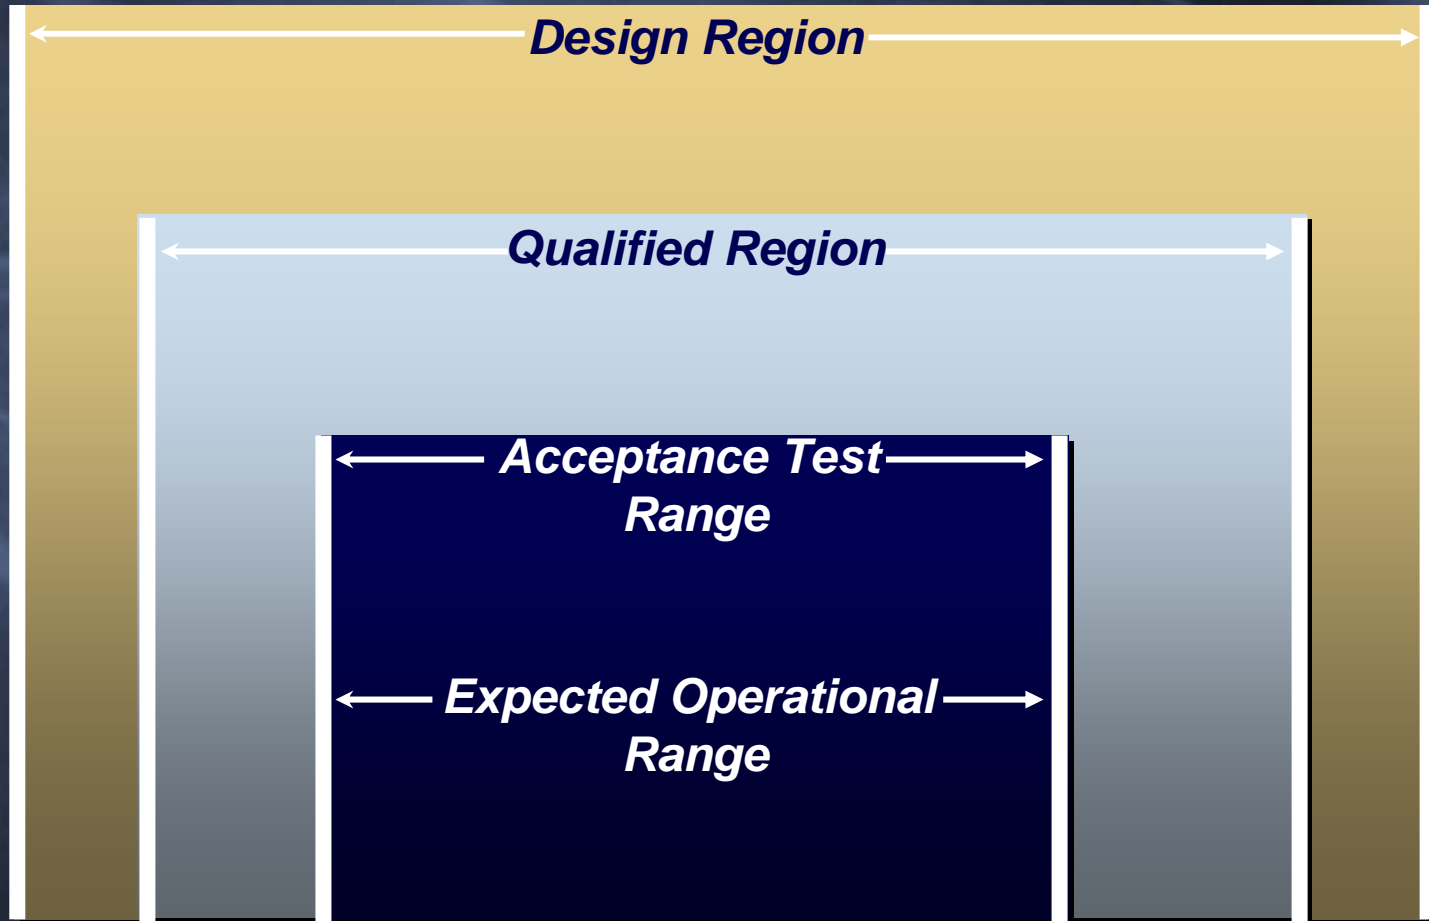 Design Region
Qualified Region
Acceptance Test
Range
Expected Operational
Range